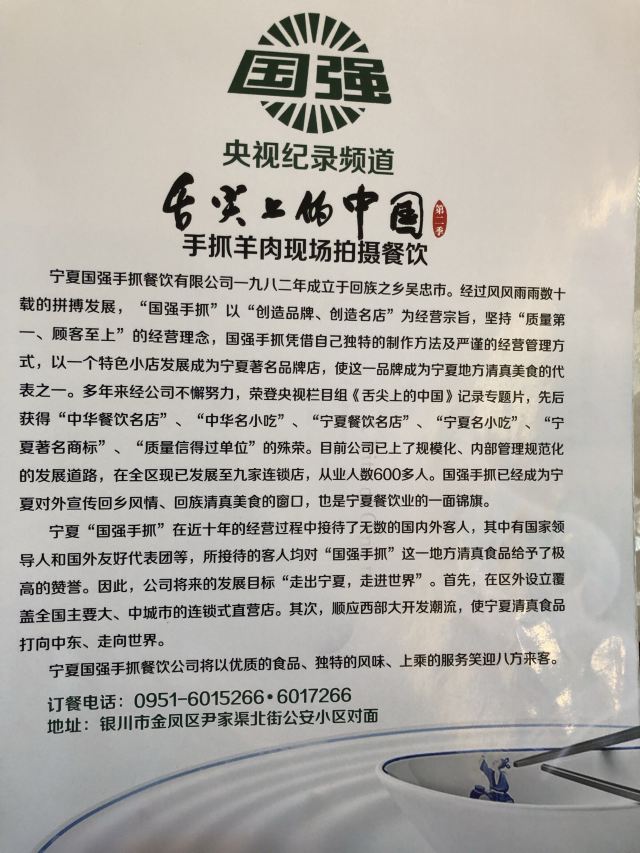 国强
央视纪录频道
舌尖上的中国
第二季
手抓羊肉现场拍摄餐饮
宁夏国强手抓餐饮有限公司一九八二年成立于回族之乡吴忠市。经过风风雨雨数十
载的拼搏发展，“国强手抓”以“创造品牌、创造名店”为经营宗旨，坚持“质量第
一、顾客至上”的经营理念，国强手抓凭借自己独特的制作方法及严谨的经营管理方
式，以一个特色小店发展成为宁夏著名品牌店，使这一品牌成为宁夏地方清真美食的代
表之一。多年来经公司不懈努力，荣登央视栏目组《舌尖上的中国》记录专题片，先后
获得“中华餐饮名店”、“中华名小吃”、“宁夏餐饮名店”、“宁夏名小吃”、“宁
夏著名商标”、“质量信得过单位”的殊荣。目前公司已上了规模化、内部管理规范化
的发展道路，在全区现已发展至九家连锁店，从业人数600多人。国强手抓已经成为宁
夏对外宣传回乡风情、回族清真美食的窗口，也是宁夏餐饮业的一面锦旗。
宁夏“国强手抓”在近十年的经营过程中接待了无数的国内外客人，其中有国家领
导人和国外友好代表团等，所接待的客人均对“国强手抓”这一地方清真食品给予了极
高的赞誉。因此，公司将来的发展目标“走出宁夏，走进世界”。首先，在区外设立覆
盖全国主要大、中城市的连锁式直营店。其次，顺应西部大开发潮流，使宁夏清真食品
打向中东、走向世界。
宁夏国强手抓餐饮公司将以优质的食品、独特的风味、上乘的服务笑迎八方来客。
订餐电话：0951-6015266•6017266
地址：银川市金凤区尹家渠北街公安小区对面